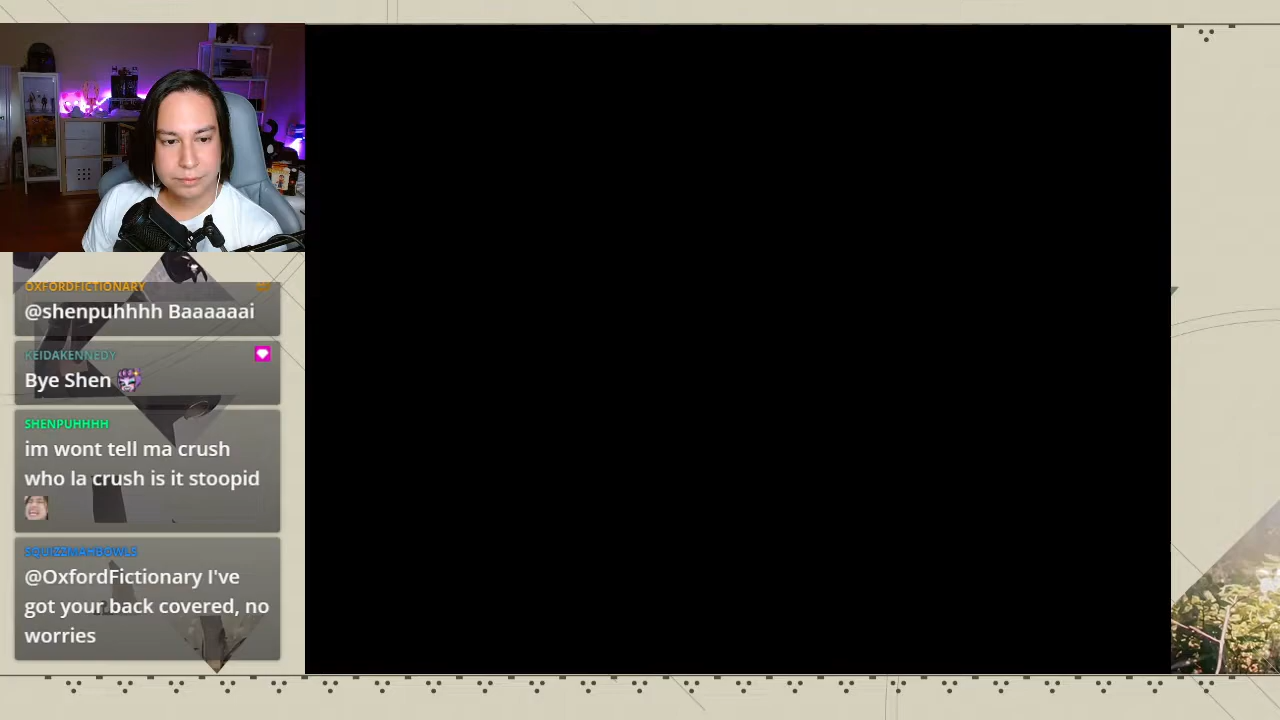 OXFORDFICTIONARY
@shenpuhhhh Baaaaaai
KEIDAKENNEDY
Bye Shen
SHENPUHHHH
im wont tell ma crush
who la crush is it stoopid
SQUIZZMAHBOWLS
@OxfordFictionary I've
got your back covered, no
worries